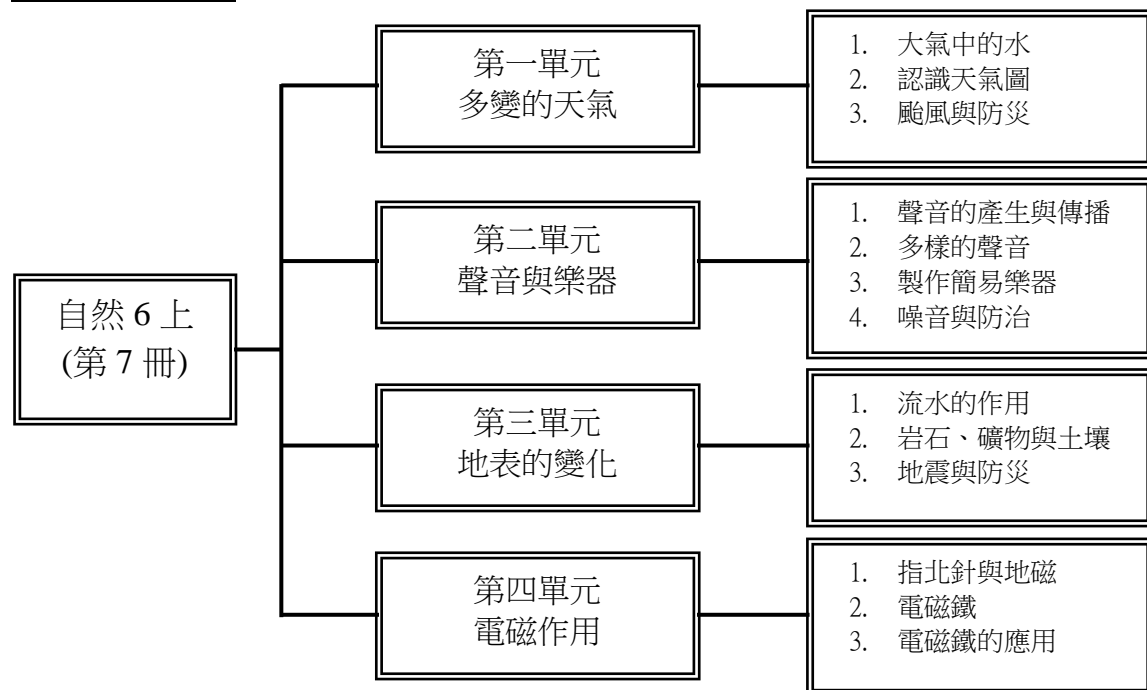 自然 6 上
(第 7 冊)
第一單元
多變的天氣
1. 大氣中的水
2. 認識天氣圖
3. 颱風與防災
第二單元
聲音與樂器
1. 聲音的產生與傳播
2. 多樣的聲音
3. 製作簡易樂器
4. 噪音與防治
第三單元
地表的變化
1. 流水的作用
2. 岩石、礦物與土壤
3. 地震與防災
第四單元
電磁作用
1. 指北針與地磁
2. 電磁鐵
3. 電磁鐵的應用